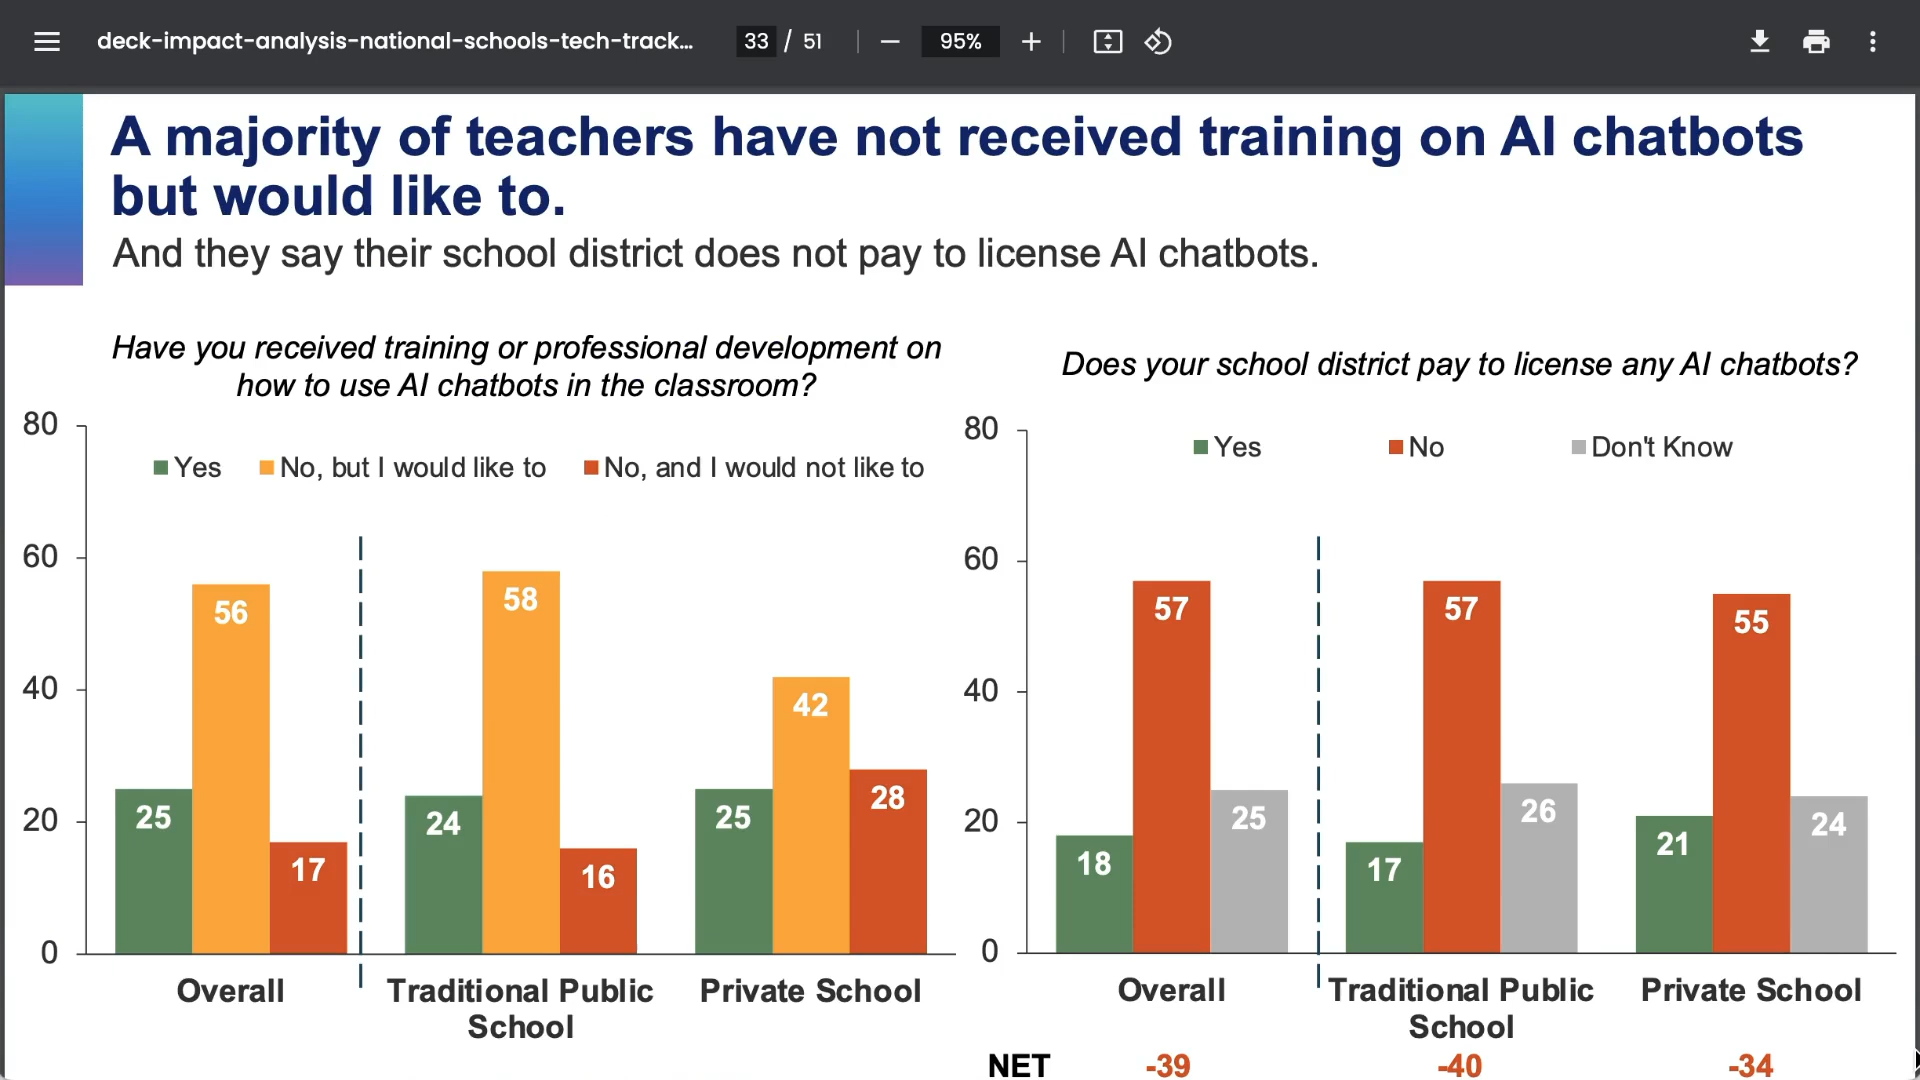 deck-impact-analysis-national-schools-tech-track...
33 / 51
95%
A majority of teachers have not received training on AI chatbots
but would like to.
And they say their school district does not pay to license AI chatbots.
Have you received training or professional development on
how to use AI chatbots in the classroom?
80
Yes
No, but I would like to
No, and I would not like to
60
40
20
0
25
56
17
24
58
16
25
42
28
Overall
Traditional Public
School
Private School
Does your school district pay to license any AI chatbots?
80
Yes
No
Don't Know
60
40
20
0
18
57
25
17
57
26
21
55
24
Overall
Traditional Public
School
Private School
NET
-39
-40
-34